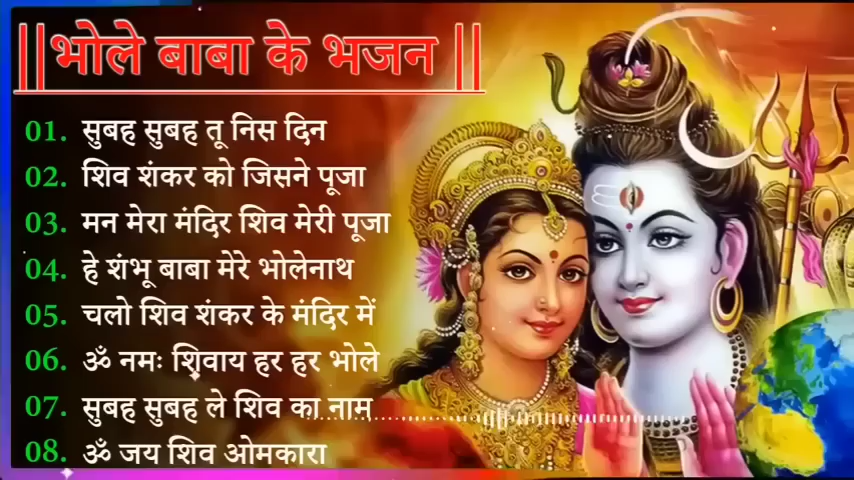 ||भोले बाबा के भजन||
01. सुबह सुबह तू निस दिन
02. शिव शंकर को जिसने पूजा
03. मन मेरा मंदिर शिव मेरी पूजा
04. हे शंभू बाबा मेरे भोलेनाथ
05. चलो शिव शंकर के मंदिर में
06. ॐ नमः शिवाय हर हर भोले
07. सुबह सुबह ले शिव का नाम
08. ॐ जय शिव ओमकारा